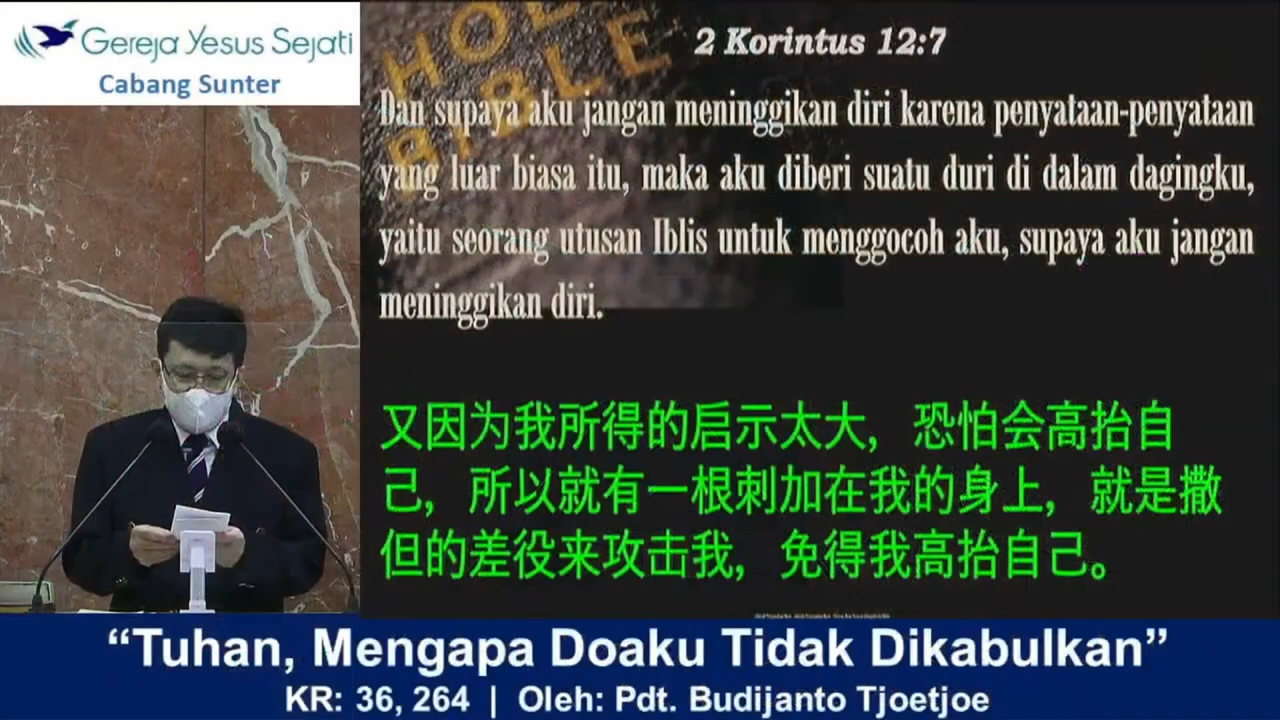 Gereja Yesus Sejati
Cabang Sunter
HOLY BIBLE
2 Korintus 12:7
Dan supaya aku jangan meninggikan diri karena penyataan-penyataan
yang luar biasa itu, maka aku diberi suatu duri di dalam dagingku,
yaitu seorang utusan Iblis untuk menggocoh aku, supaya aku jangan
meninggikan diri.
又因为我所得的启示太大，恐怕会高抬自
己，所以就有一根刺加在我的身上，就是撒
但的差役来攻击我，免得我高抬自己。
“Tuhan, Mengapa Doaku Tidak Dikabulkan”
KR: 36, 264 | Oleh: Pdt. Budijanto Tjoetjoe